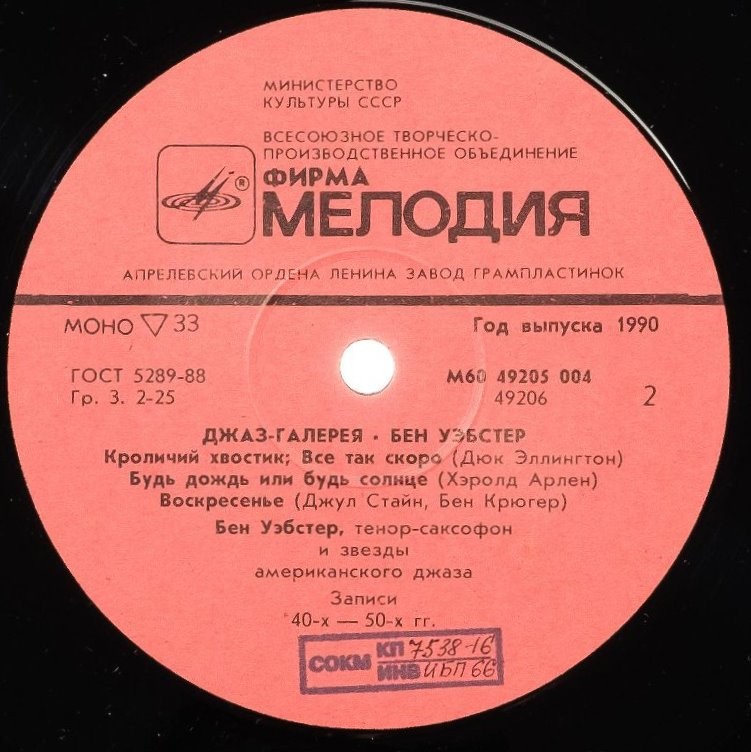 МИНИСТЕРСТВО
КУЛЬТУРЫ СССР
ВСЕСОЮЗНОЕ ТВОРЧЕСКО-
ПРОИЗВОДСТВЕННОЕ ОБЪЕДИНЕНИЕ
®
ФИРМА
МЕЛОДИЯ
АПРЕЛЕВСКИЙ ОРДЕНА ЛЕНИНА ЗАВОД ГРАМПЛАСТИНОК
МОНО ▽ 33 Год выпуска 1990
ГОСТ 5289-88 М60 49205 004
Гр. 3. 2-25 49206 2
ДЖАЗ-ГАЛЕРЕЯ · БЕН УЭБСТЕР
Кроличий хвостик; Все так скоро (Дюк Эллингтон)
Будь дождь или будь солнце (Хэролд Арлен)
Воскресенье (Джул Стайн, Бен Крюгер)
Бен Уэбстер, тенор-саксофон
и звезды
американского джаза
Записи
40-х — 50-х гг.
СОКМ КП 7538-16
ИНВ ИБП 66